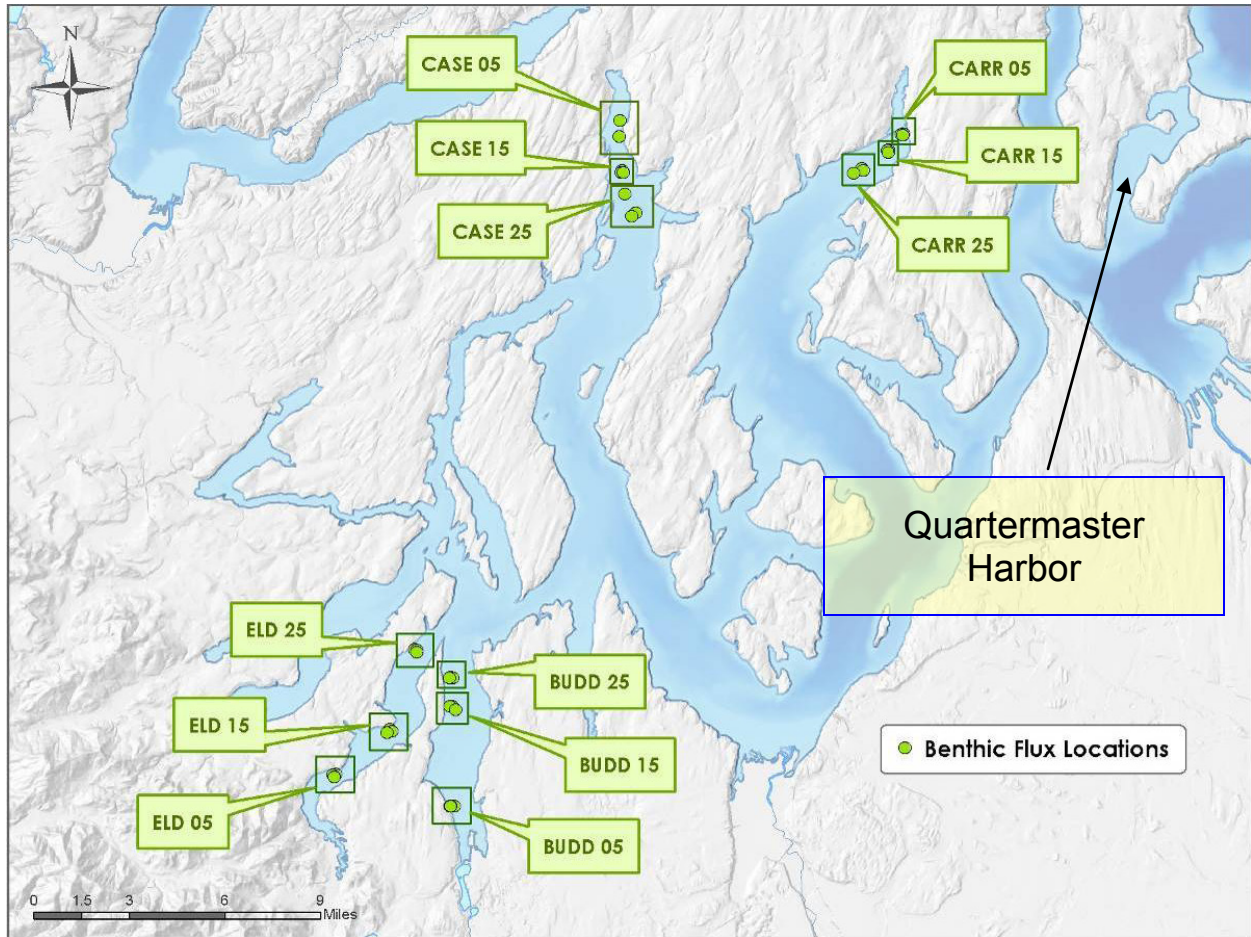 N
CASE 05
CARR 05
CASE 15
CARR 15
CASE 25
CARR 25
Quartermaster
Harbor
ELD 25
BUDD 25
ELD 15
BUDD 15
Benthic Flux Locations
ELD 05
BUDD 05
0 1.5 3 6 9
Miles